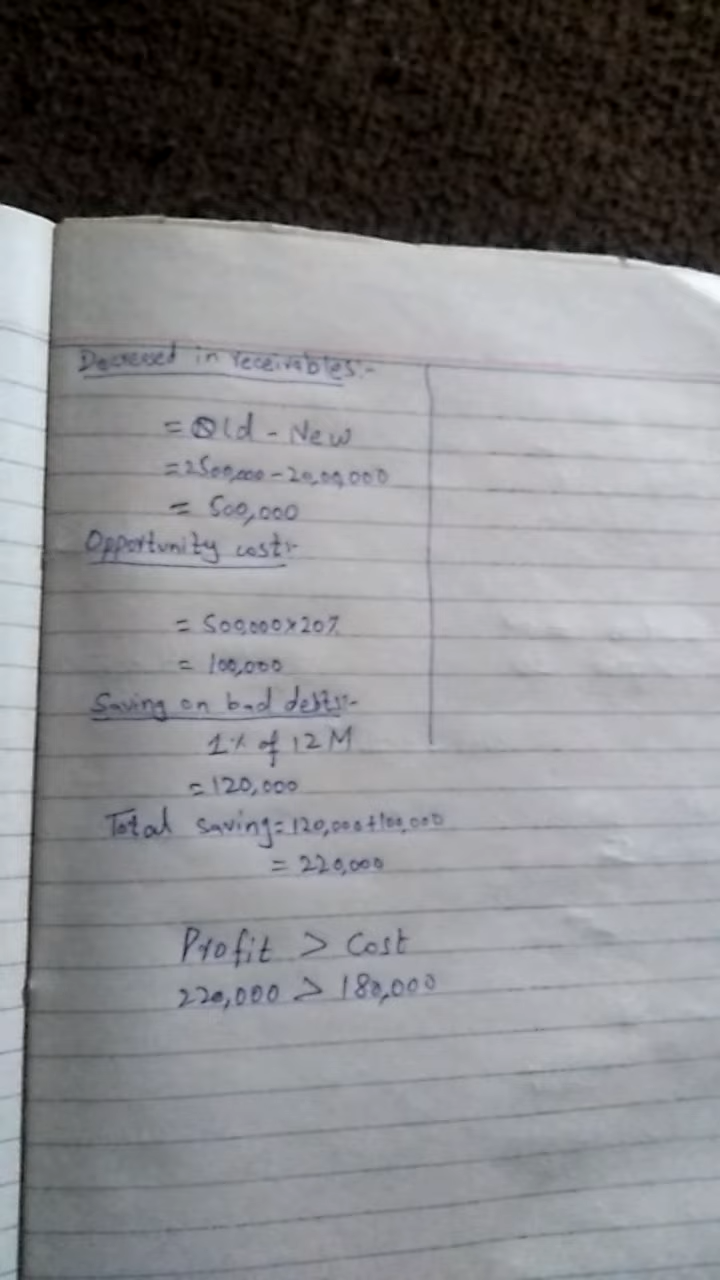 Decreased in receivables:-
= Old - New
= 2500,000 - 20,00,000
= 500,000
Opportunity cost:-
= 500,000 x 20%
= 100,000
Saving on bad debts:-
1% of 12 M
= 120,000
Total saving = 120,000 + 100,000
= 220,000
Profit > Cost
220,000 > 180,000